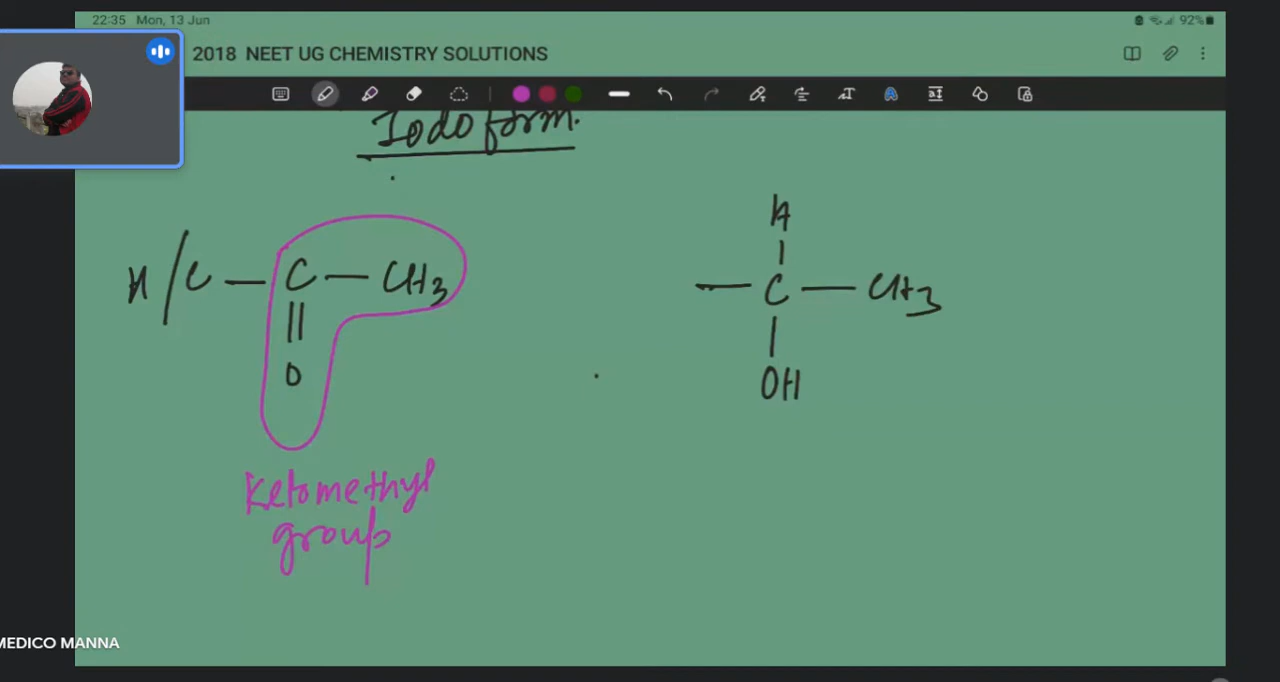 22:35 Mon, 13 Jun
92%
2018 NEET UG CHEMISTRY SOLUTIONS
Iodoform.
H/C — C — CH3
||
O
Ketomethyl
group
H
|
— C — CH3
|
OH
MEDICO MANNA